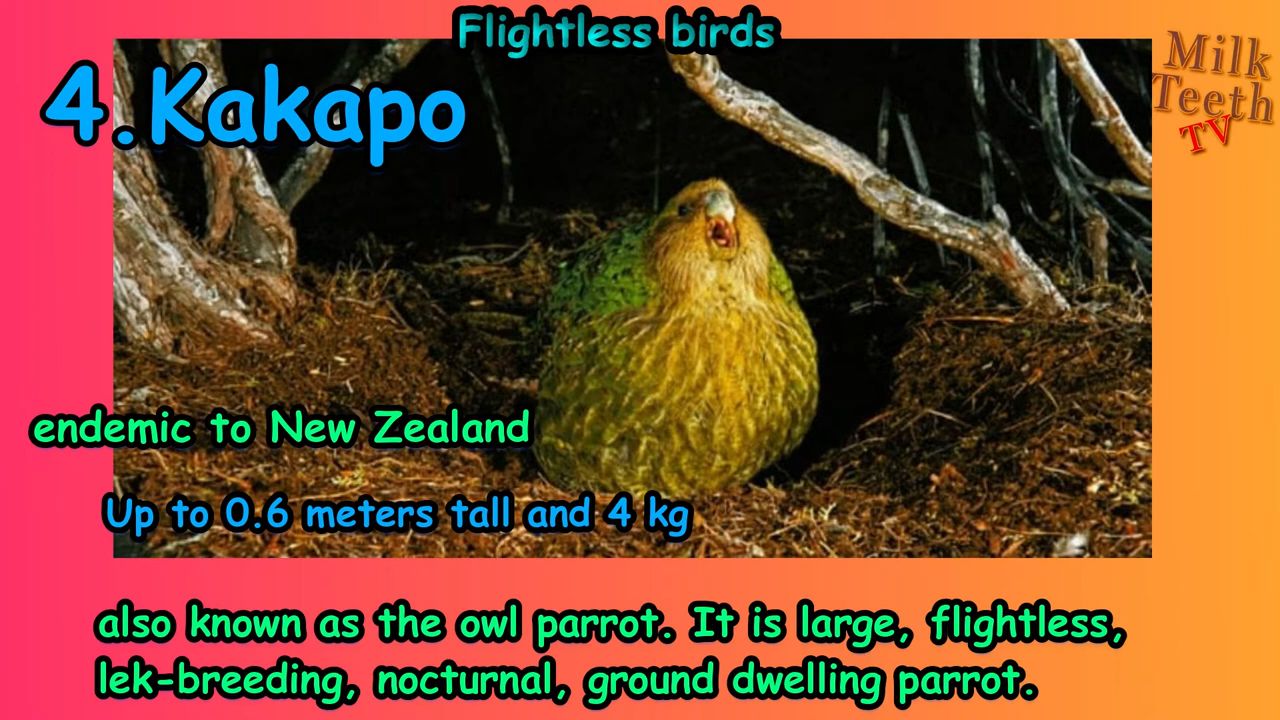 Flightless birds
Milk
Teeth
TV
4.Kakapo
endemic to New Zealand
Up to 0.6 meters tall and 4 kg
also known as the owl parrot. It is large, flightless,
lek-breeding, nocturnal, ground dwelling parrot.